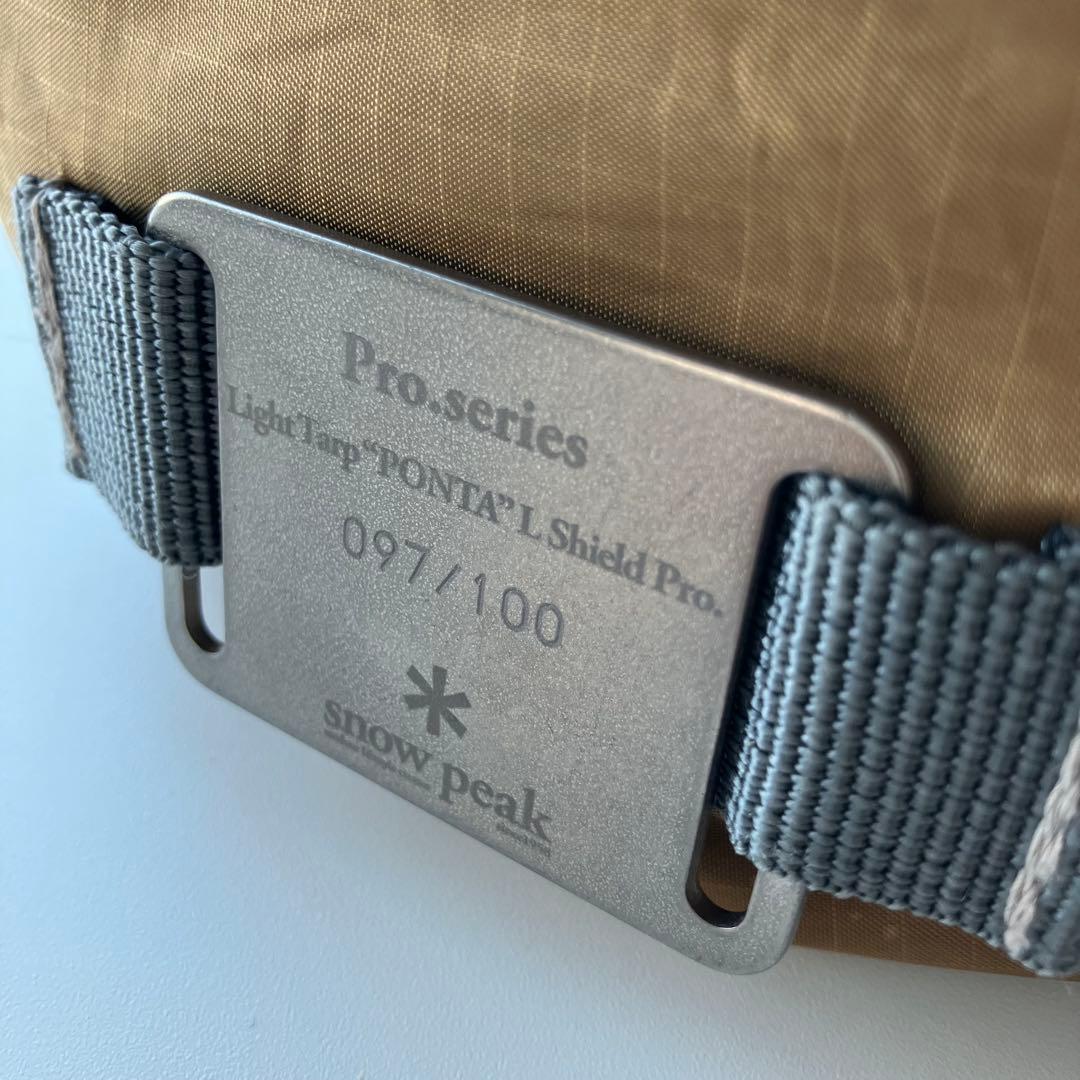 Pro.series
Light Tarp “PONTA” L Shield Pro.
097/100
snow peak